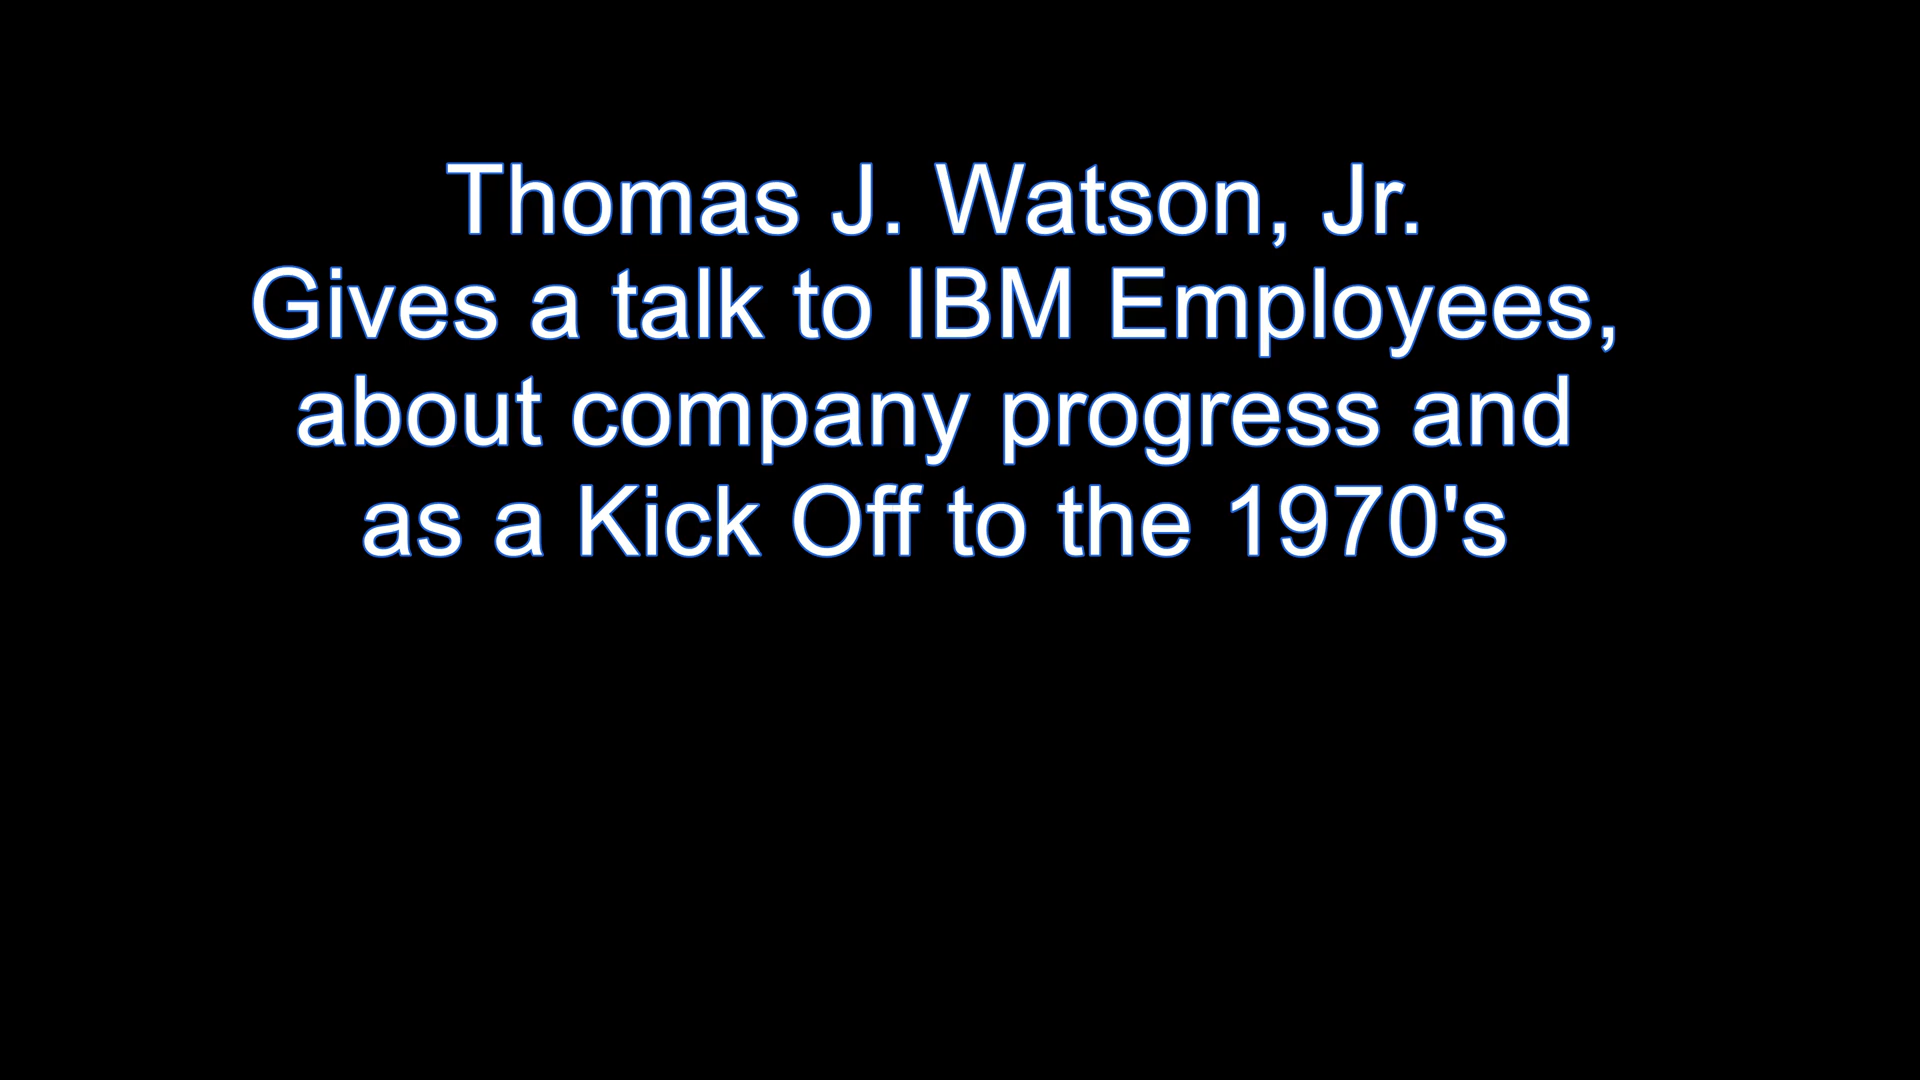 Thomas J. Watson, Jr.
Gives a talk to IBM Employees,
about company progress and
as a Kick Off to the 1970's